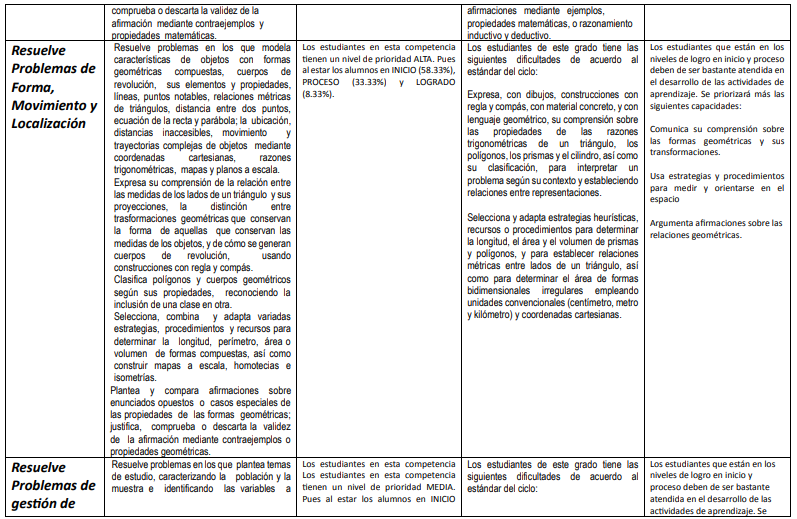 comprueba o descarta la validez de la
afirmación mediante contraejemplos y
propiedades matemáticas.
afirmaciones mediante ejemplos,
propiedades matemáticas, o razonamiento
inductivo y deductivo.
Resuelve
Problemas de
Forma,
Movimiento y
Localización
Resuelve problemas en los que modela
características de objetos con formas
geométricas compuestas, cuerpos de
revolución, sus elementos y propiedades,
líneas, puntos notables, relaciones métricas
de triángulos, distancia entre dos puntos,
ecuación de la recta y parábola; la ubicación,
distancias inaccesibles, movimiento y
trayectorias complejas de objetos mediante
coordenadas cartesianas, razones
trigonométricas, mapas y planos a escala.
Expresa su comprensión de la relación entre
las medidas de los lados de un triángulo y sus
proyecciones, la distinción entre
trasformaciones geométricas que conservan
la forma de aquellas que conservan las
medidas de los objetos, y de cómo se generan
cuerpos de revolución, usando
construcciones con regla y compás.
Clasifica polígonos y cuerpos geométricos
según sus propiedades, reconociendo la
inclusión de una clase en otra.
Selecciona, combina y adapta variadas
estrategias, procedimientos y recursos para
determinar la longitud, perímetro, área o
volumen de formas compuestas, así como
construir mapas a escala, homotecias e
isometrías.
Plantea y compara afirmaciones sobre
enunciados opuestos o casos especiales de
las propiedades de las formas geométricas;
justifica, comprueba o descarta la validez
de la afirmación mediante contraejemplos o
propiedades geométricas.
Los estudiantes en esta competencia
tienen un nivel de prioridad ALTA. Pues
al estar los alumnos en INICIO (58.33%),
PROCESO (33.33%) y LOGRADO
(8.33%).
Los estudiantes de este grado tiene las
siguientes dificultades de acuerdo al
estándar del ciclo:
Expresa, con dibujos, construcciones con
regla y compás, con material concreto, y con
lenguaje geométrico, su comprensión sobre
las propiedades de las razones
trigonométricas de un triángulo, los
polígonos, los prismas y el cilindro, así como
su clasificación, para interpretar un
problema según su contexto y estableciendo
relaciones entre representaciones.
Selecciona y adapta estrategias heurísticas,
recursos o procedimientos para determinar
la longitud, el área y el volumen de prismas
y polígonos, y para establecer relaciones
métricas entre lados de un triángulo, así
como para determinar el área de formas
bidimensionales irregulares empleando
unidades convencionales (centímetro, metro
y kilómetro) y coordenadas cartesianas.
Los estudiantes que están en los
niveles de logro en inicio y proceso
deben de ser bastante atendida en
el desarrollo de las actividades de
aprendizaje. Se priorizará más las
siguientes capacidades:
Comunica su comprensión sobre
las formas geométricas y sus
transformaciones.
Usa estrategias y procedimientos
para medir y orientarse en el
espacio
Argumenta afirmaciones sobre las
relaciones geométricas.
Resuelve
Problemas de
gestión de
Resuelve problemas en los que plantea temas
de estudio, caracterizando la población y la
muestra e identificando las variables a
Los estudiantes en esta competencia
Los estudiantes en esta competencia
tienen un nivel de prioridad MEDIA.
Pues al estar los alumnos en INICIO
Los estudiantes de este grado tiene las
siguientes dificultades de acuerdo al
estándar del ciclo:
Los estudiantes que están en los
niveles de logro en inicio y
proceso deben de ser bastante
atendida en el desarrollo de las
actividades de aprendizaje. Se